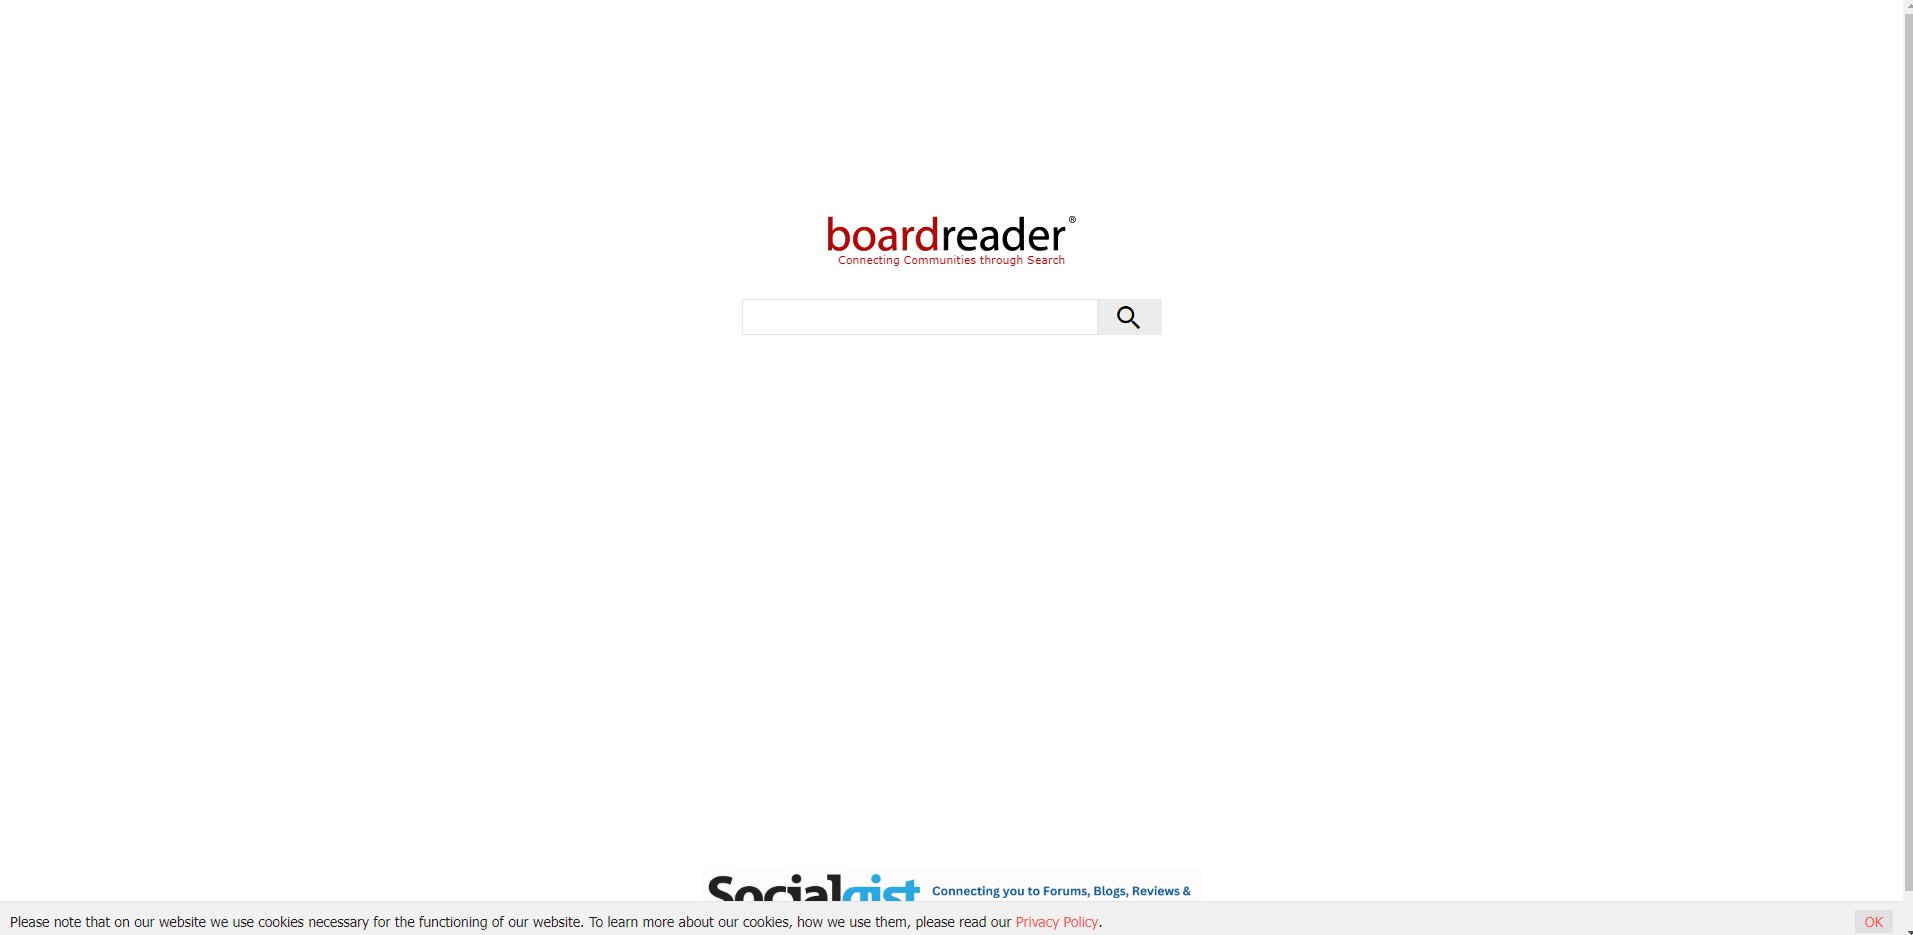 boardreader®
Connecting Communities through Search
Socialgist
Connecting you to Forums, Blogs, Reviews &
Please note that on our website we use cookies necessary for the functioning of our website. To learn more about our cookies, how we use them, please read our Privacy Policy.
OK